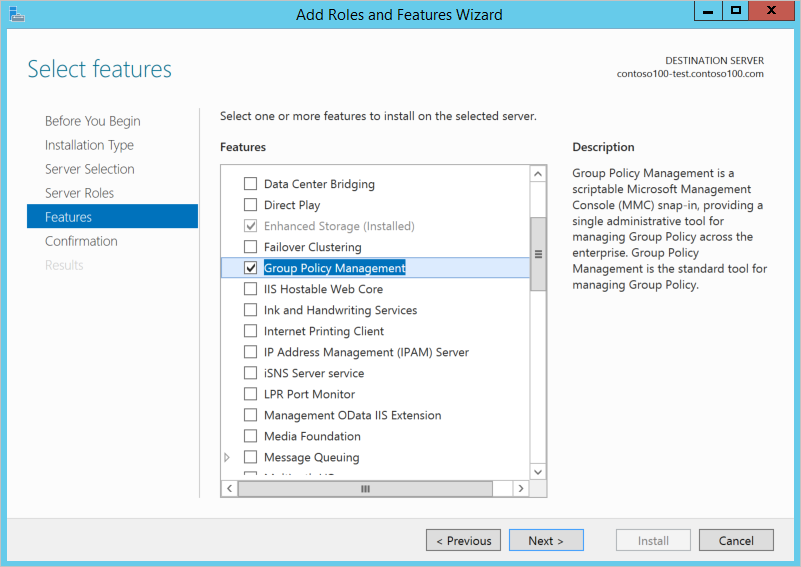 Add Roles and Features Wizard
Select features
DESTINATION SERVER
contoso100-test.contoso100.com
Before You Begin
Installation Type
Server Selection
Server Roles
Features
Confirmation
Results
Select one or more features to install on the selected server.
Features
Data Center Bridging
Direct Play
Enhanced Storage (Installed)
Failover Clustering
Group Policy Management
IIS Hostable Web Core
Ink and Handwriting Services
Internet Printing Client
IP Address Management (IPAM) Server
iSNS Server service
LPR Port Monitor
Management OData IIS Extension
Media Foundation
Message Queuing
Description
Group Policy Management is a
scriptable Microsoft Management
Console (MMC) snap-in, providing a
single administrative tool for
managing Group Policy across the
enterprise. Group Policy
Management is the standard tool for
managing Group Policy.
< Previous
Next >
Install
Cancel